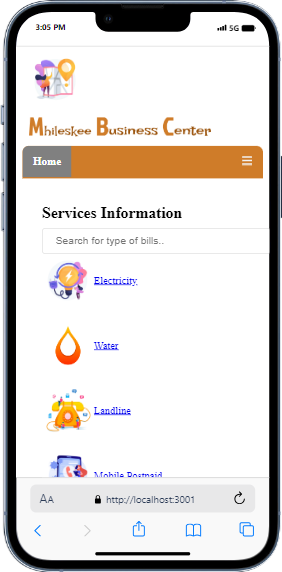 3:05 PM 5G
Mhileskee Business Center
Home
Services Information
Search for type of bills..
Electricity
Water
Landline
Mobile Postpaid
AA http://localhost:3001